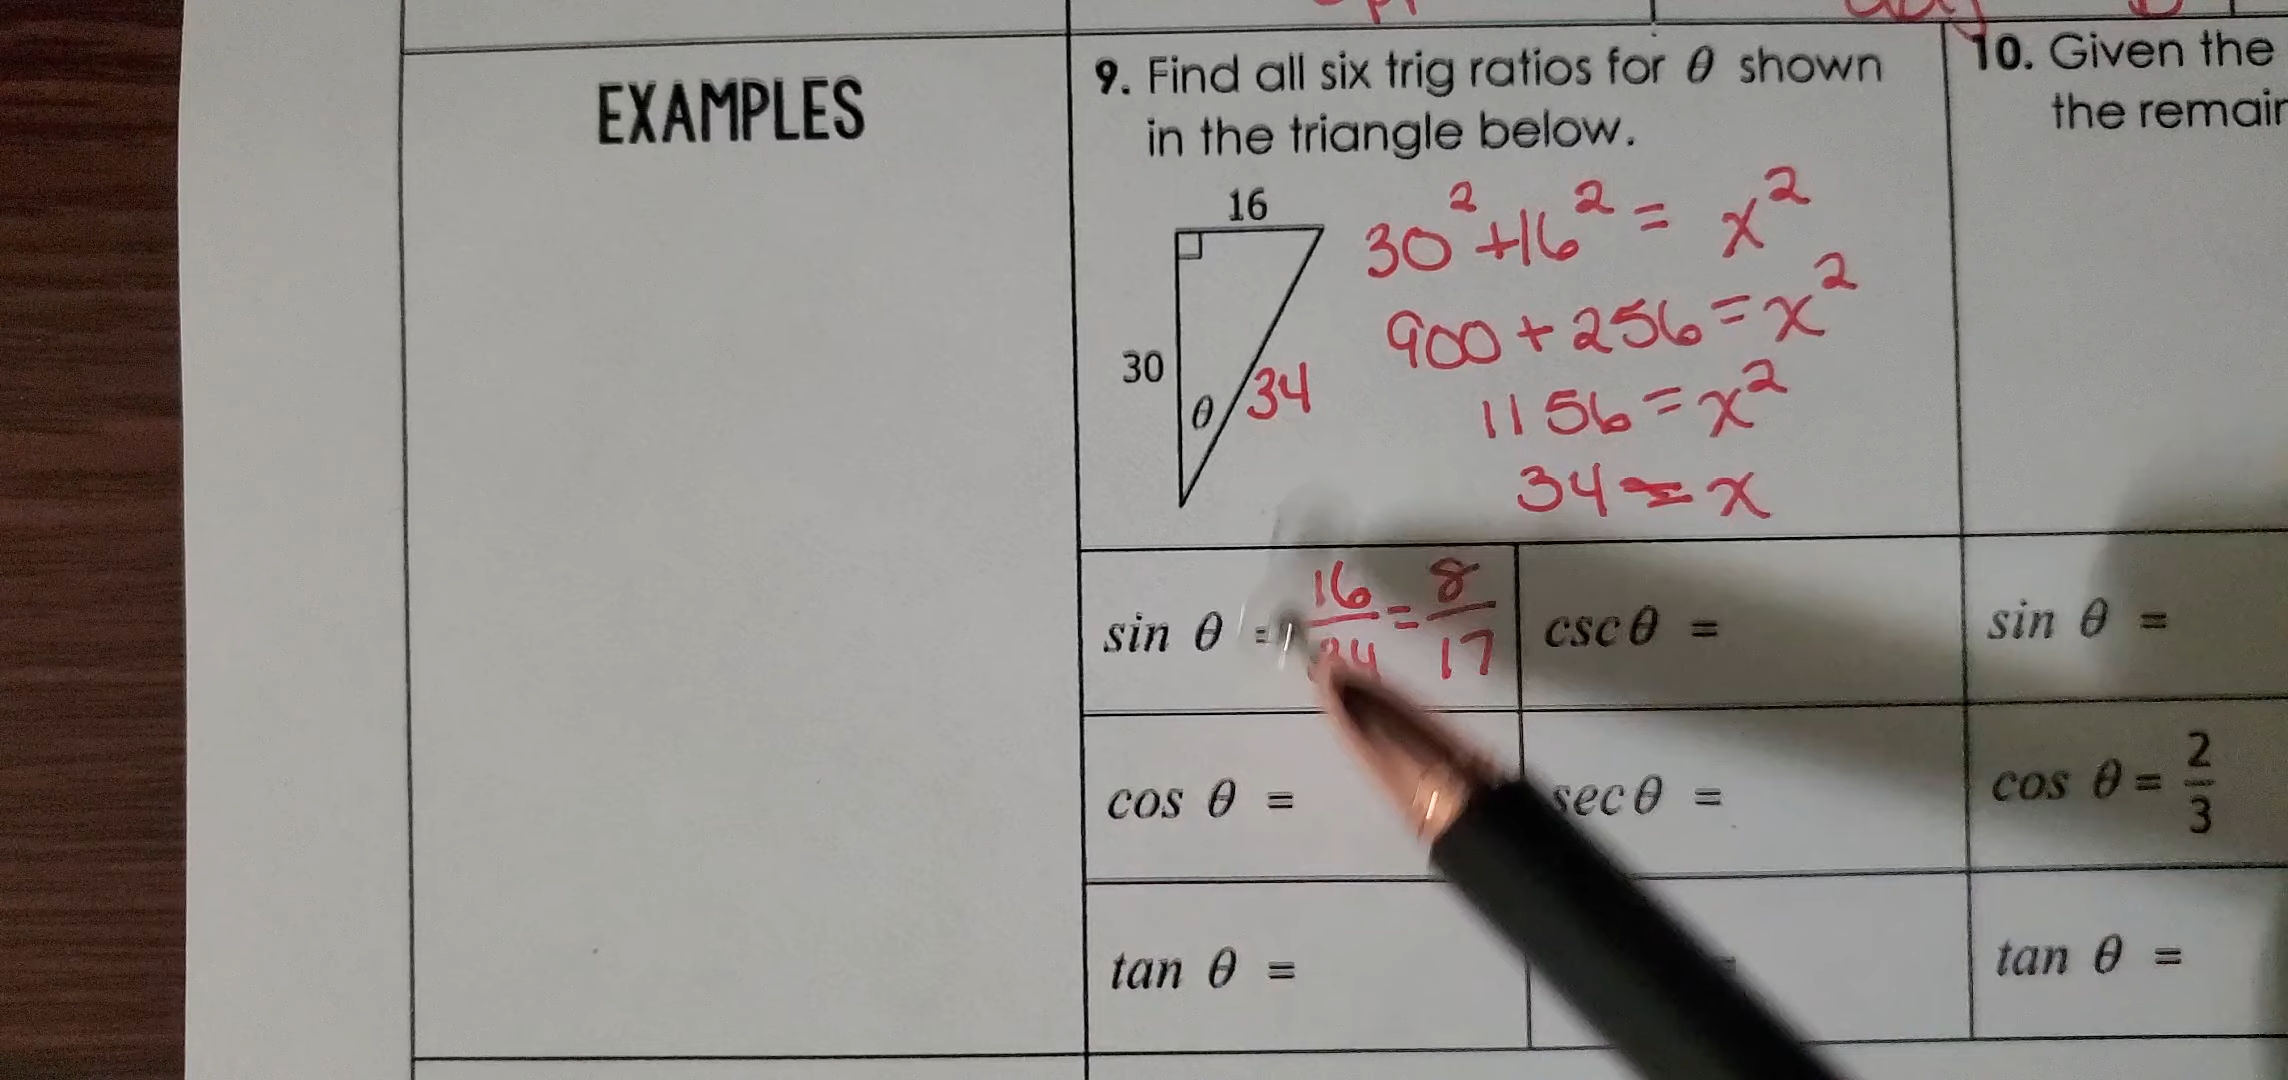 EXAMPLES
9. Find all six trig ratios for θ shown
in the triangle below.
16
30
θ
34
30² + 16² = x²
900 + 256 = x²
1156 = x²
34 = x
10. Given the
the remain
sin θ = 16/34 = 8/17
csc θ =
sin θ =
cos θ =
sec θ =
cos θ = 2/3
tan θ =
tan θ =